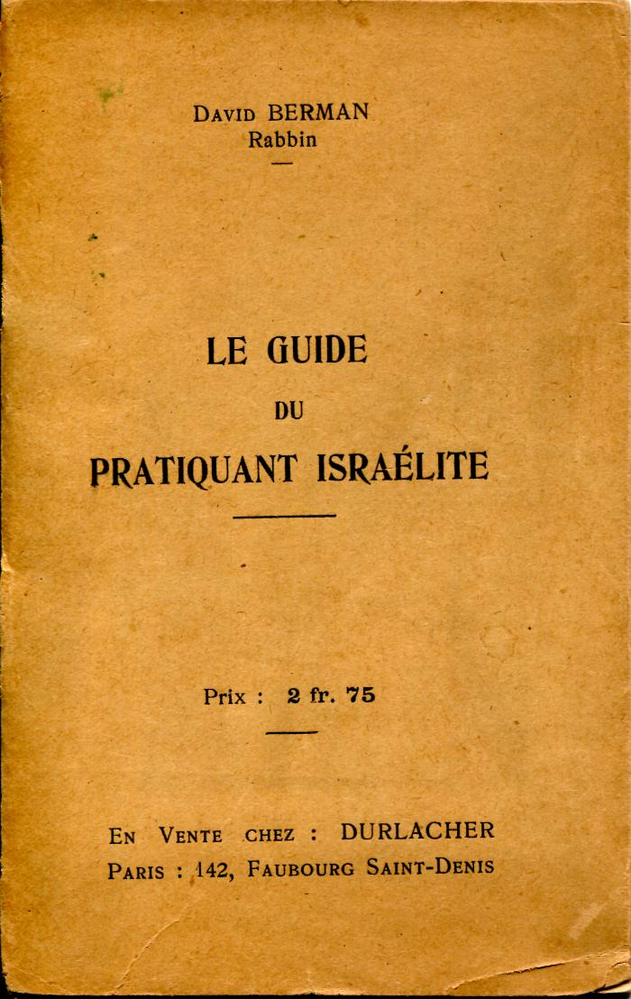 David BERMAN
Rabbin
LE GUIDE
DU
PRATIQUANT ISRAÉLITE
Prix : 2 fr. 75
En Vente chez : DURLACHER
Paris : 142, Faubourg Saint-Denis